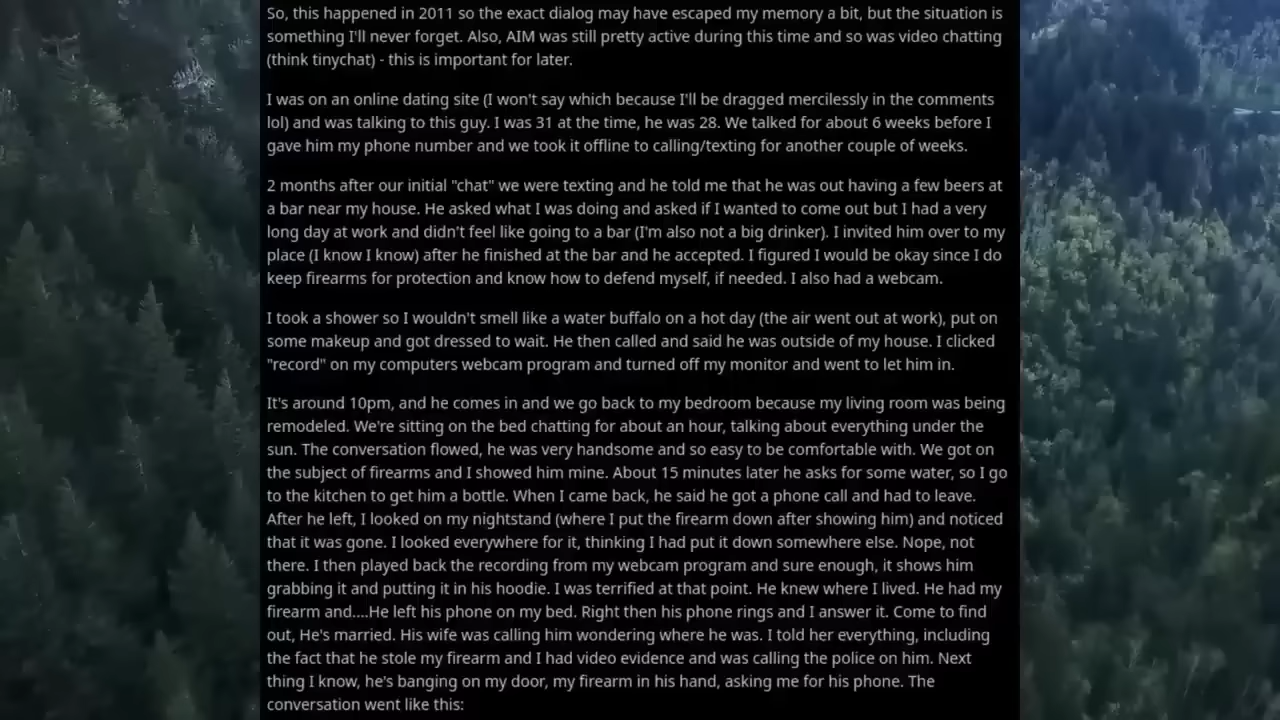 So, this happened in 2011 so the exact dialog may have escaped my memory a bit, but the situation is
something I'll never forget. Also, AIM was still pretty active during this time and so was video chatting
(think tinychat) - this is important for later.
I was on an online dating site (I won't say which because I'll be dragged mercilessly in the comments
lol) and was talking to this guy. I was 31 at the time, he was 28. We talked for about 6 weeks before I
gave him my phone number and we took it offline to calling/texting for another couple of weeks.
2 months after our initial "chat" we were texting and he told me that he was out having a few beers at
a bar near my house. He asked what I was doing and asked if I wanted to come out but I had a very
long day at work and didn't feel like going to a bar (I'm also not a big drinker). I invited him over to my
place (I know I know) after he finished at the bar and he accepted. I figured I would be okay since I do
keep firearms for protection and know how to defend myself, if needed. I also had a webcam.
I took a shower so I wouldn't smell like a water buffalo on a hot day (the air went out at work), put on
some makeup and got dressed to wait. He then called and said he was outside of my house. I clicked
"record" on my computers webcam program and turned off my monitor and went to let him in.
It's around 10pm, and he comes in and we go back to my bedroom because my living room was being
remodeled. We're sitting on the bed chatting for about an hour, talking about everything under the
sun. The conversation flowed, he was very handsome and so easy to be comfortable with. We got on
the subject of firearms and I showed him mine. About 15 minutes later he asks for some water, so I go
to the kitchen to get him a bottle. When I came back, he said he got a phone call and had to leave.
After he left, I looked on my nightstand (where I put the firearm down after showing him) and noticed
that it was gone. I looked everywhere for it, thinking I had put it down somewhere else. Nope, not
there. I then played back the recording from my webcam program and sure enough, it shows him
grabbing it and putting it in his hoodie. I was terrified at that point. He knew where I lived. He had my
firearm and....He left his phone on my bed. Right then his phone rings and I answer it. Come to find
out, He's married. His wife was calling him wondering where he was. I told her everything, including
the fact that he stole my firearm and I had video evidence and was calling the police on him. Next
thing I know, he's banging on my door, my firearm in his hand, asking me for his phone. The
conversation went like this: